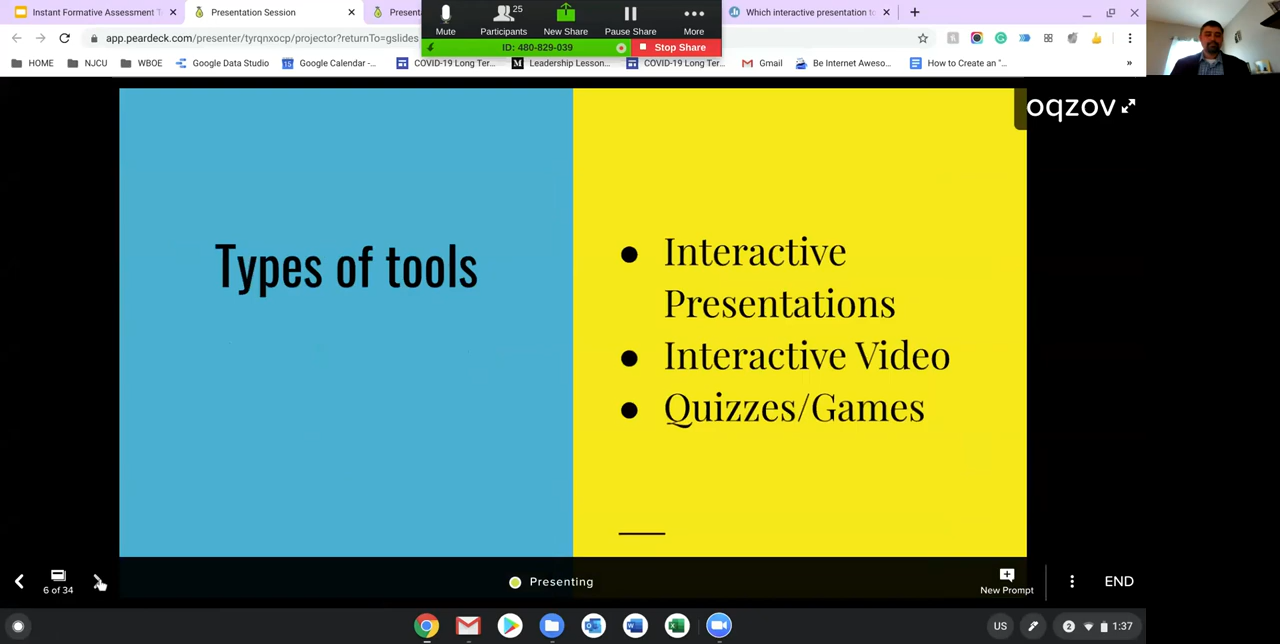 Instant Formative Assessment T
Presentation Session
Present
25
Mute
Participants
New Share
Pause Share
More
ID: 480-829-039
Stop Share
Which interactive presentation to
app.peardeck.com/presenter/tyrqnxocp/projector?returnTo=gslides
HOME
NJCU
WBOE
Google Data Studio
Google Calendar -...
COVID-19 Long Ter...
Leadership Lesson...
COVID-19 Long Ter...
Gmail
Be Internet Aweso...
How to Create an "...
»
oqzov
Types of tools
Interactive
Presentations
Interactive Video
Quizzes/Games
6 of 34
Presenting
New Prompt
END
US
2
1:37